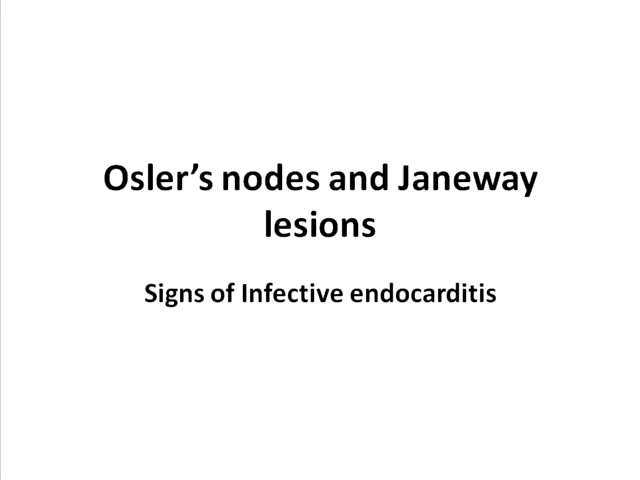 Osler’s nodes and Janeway
lesions
Signs of Infective endocarditis